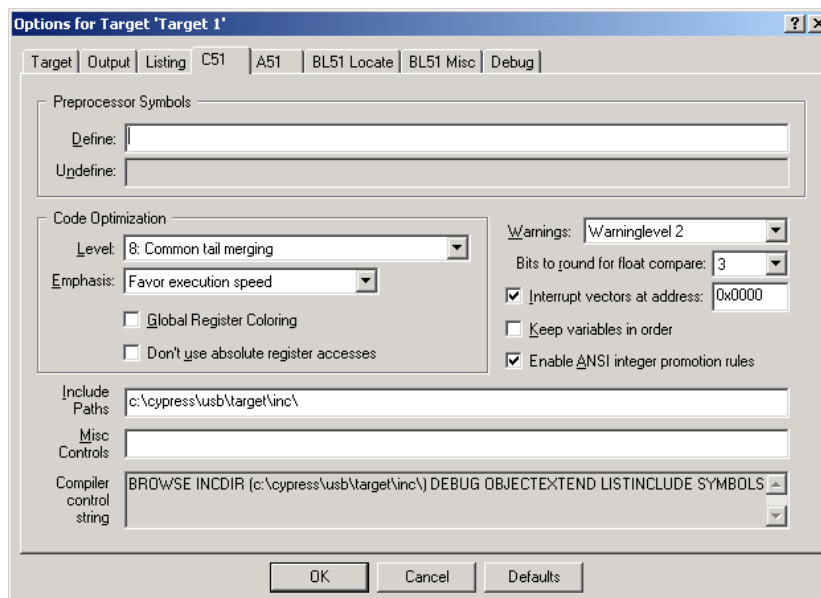 Options for Target 'Target 1'
Target Output Listing C51 A51 BL51 Locate BL51 Misc Debug
Preprocessor Symbols
Define:
Undefine:
Code Optimization
Level: 8: Common tail merging
Emphasis: Favor execution speed
Global Register Coloring
Don't use absolute register accesses
Warnings: Warninglevel 2
Bits to round for float compare: 3
Interrupt vectors at address: 0x0000
Keep variables in order
Enable ANSI integer promotion rules
Include Paths c:\cypress\usb\target\inc\
Misc Controls
Compiler control string BROWSE INCDIR (c:\cypress\usb\target\inc\) DEBUG OBJECTEXTEND LISTINCLUDE SYMBOLS
OK Cancel Defaults